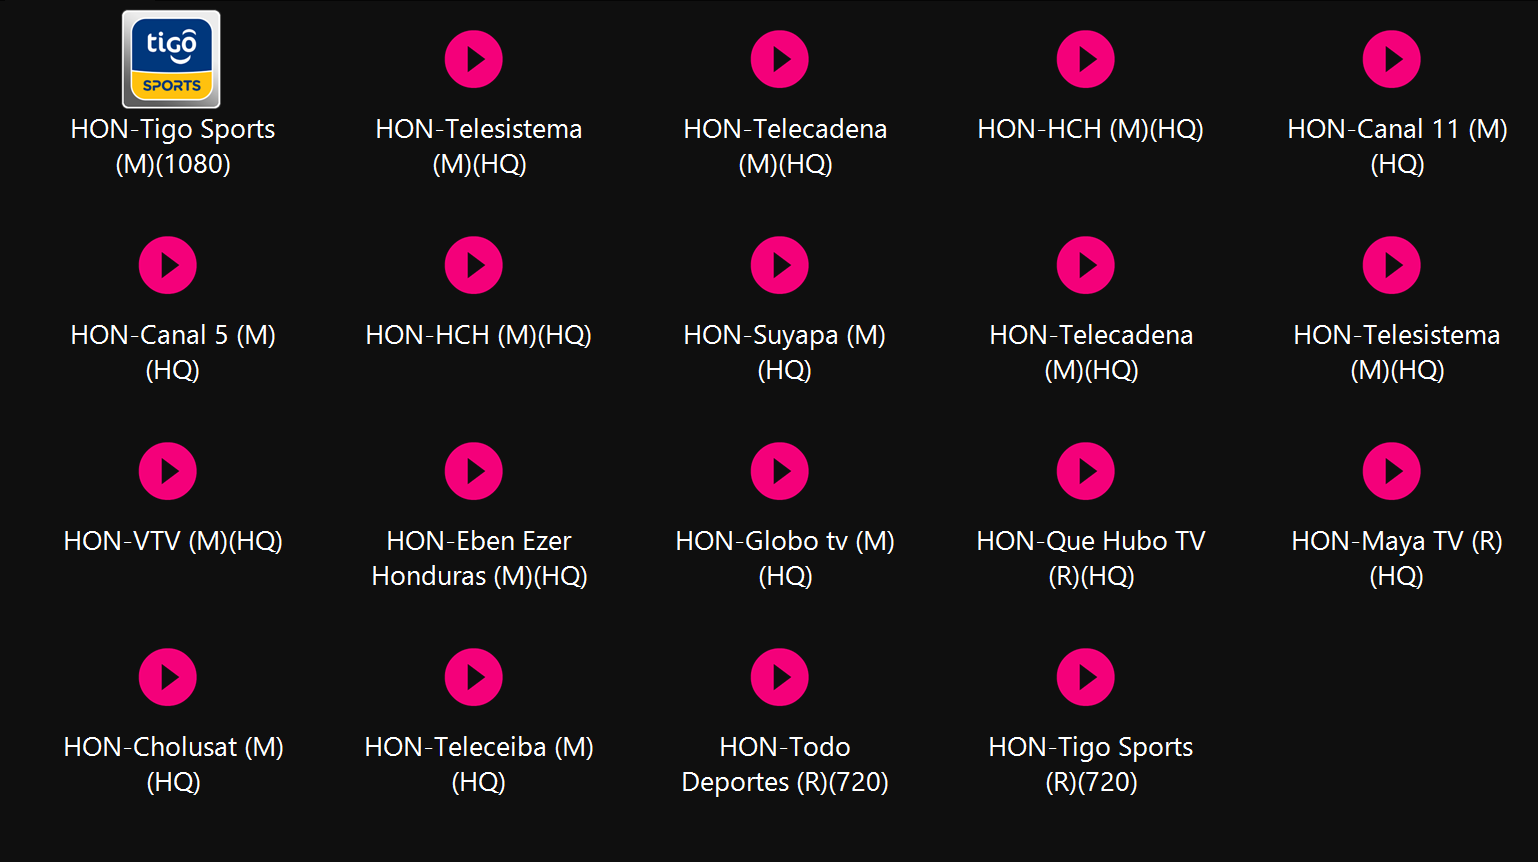 tigo
SPORTS
HON-Tigo Sports
(M)(1080)
HON-Telesistema
(M)(HQ)
HON-Telecadena
(M)(HQ)
HON-HCH (M)(HQ)
HON-Canal 11 (M)
(HQ)
HON-Canal 5 (M)
(HQ)
HON-HCH (M)(HQ)
HON-Suyapa (M)
(HQ)
HON-Telecadena
(M)(HQ)
HON-Telesistema
(M)(HQ)
HON-VTV (M)(HQ)
HON-Eben Ezer
Honduras (M)(HQ)
HON-Globo tv (M)
(HQ)
HON-Que Hubo TV
(R)(HQ)
HON-Maya TV (R)
(HQ)
HON-Cholusat (M)
(HQ)
HON-Teleceiba (M)
(HQ)
HON-Todo
Deportes (R)(720)
HON-Tigo Sports
(R)(720)